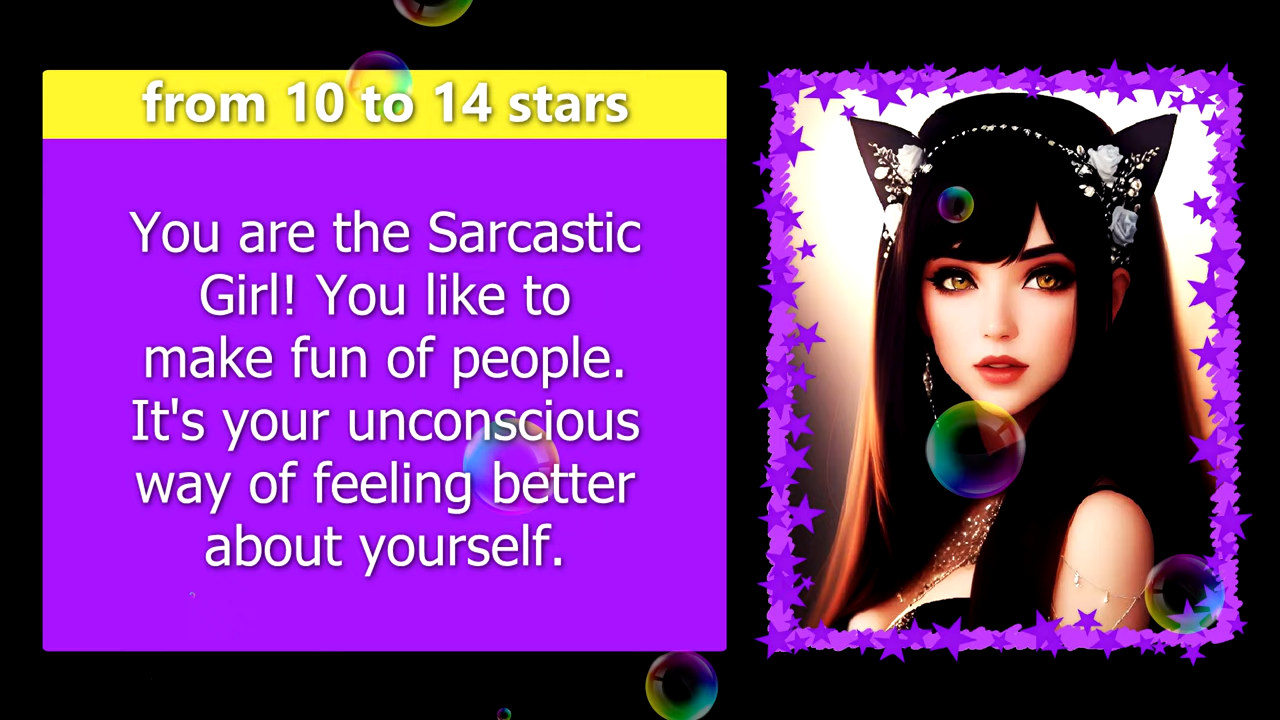 from 10 to 14 stars
You are the Sarcastic
Girl! You like to
make fun of people.
It's your unconscious
way of feeling better
about yourself.